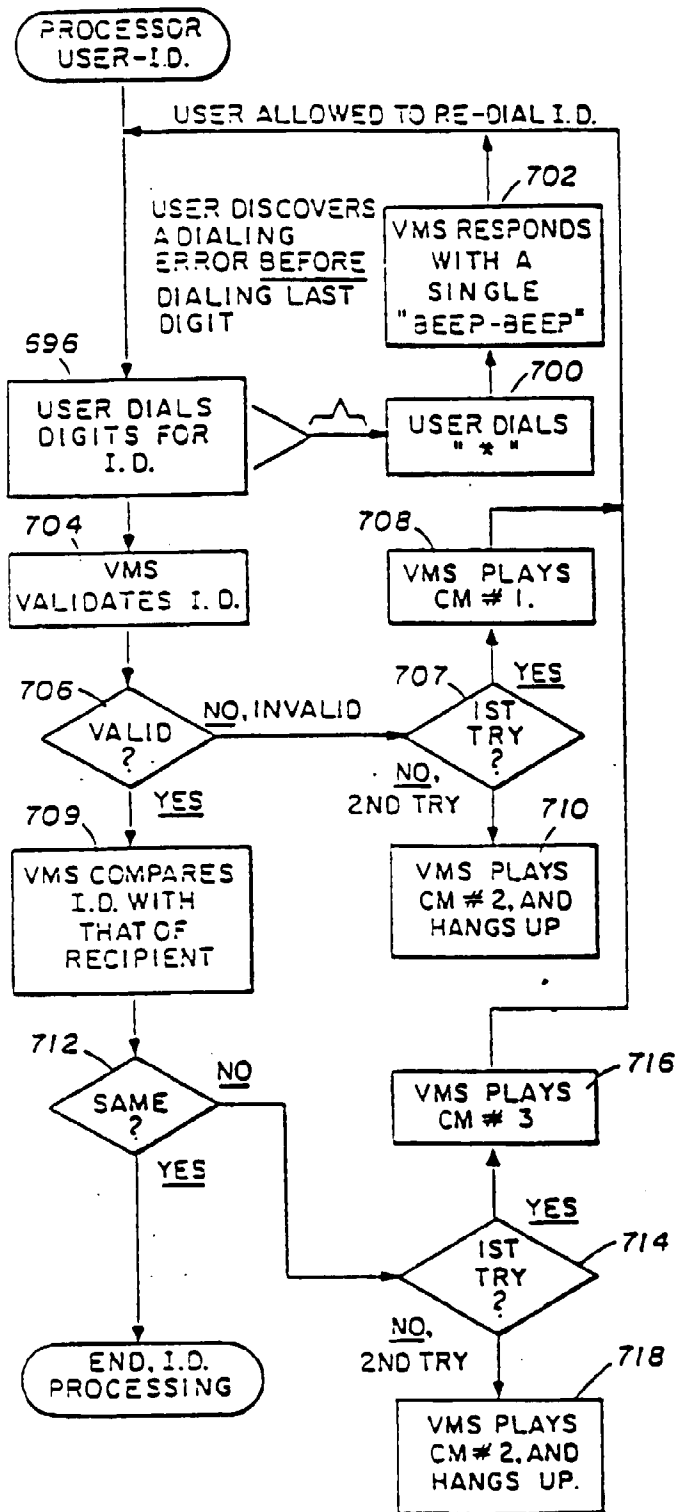 PROCESSOR
USER-I.D.
USER ALLOWED TO RE-DIAL I.D.
702
USER DISCOVERS
A DIALING
ERROR BEFORE
DIALING LAST
DIGIT
VMS RESPONDS
WITH A
SINGLE
"BEEP-BEEP"
696
700
USER DIALS
DIGITS FOR
I.D.
USER DIALS
"*"
704
708
VMS
VALIDATES I.D.
VMS PLAYS
CM # 1.
706
707
YES
VALID
?
NO, INVALID
1ST
TRY
?
YES
NO,
2ND TRY
709
710
VMS COMPARES
I.D. WITH
THAT OF
RECIPIENT
VMS PLAYS
CM # 2, AND
HANGS UP
712
NO
716
SAME
?
VMS PLAYS
CM # 3
YES
YES
714
1ST
TRY
?
NO,
2ND TRY
718
END, I.D.
PROCESSING
VMS PLAYS
CM # 2, AND
HANGS UP.